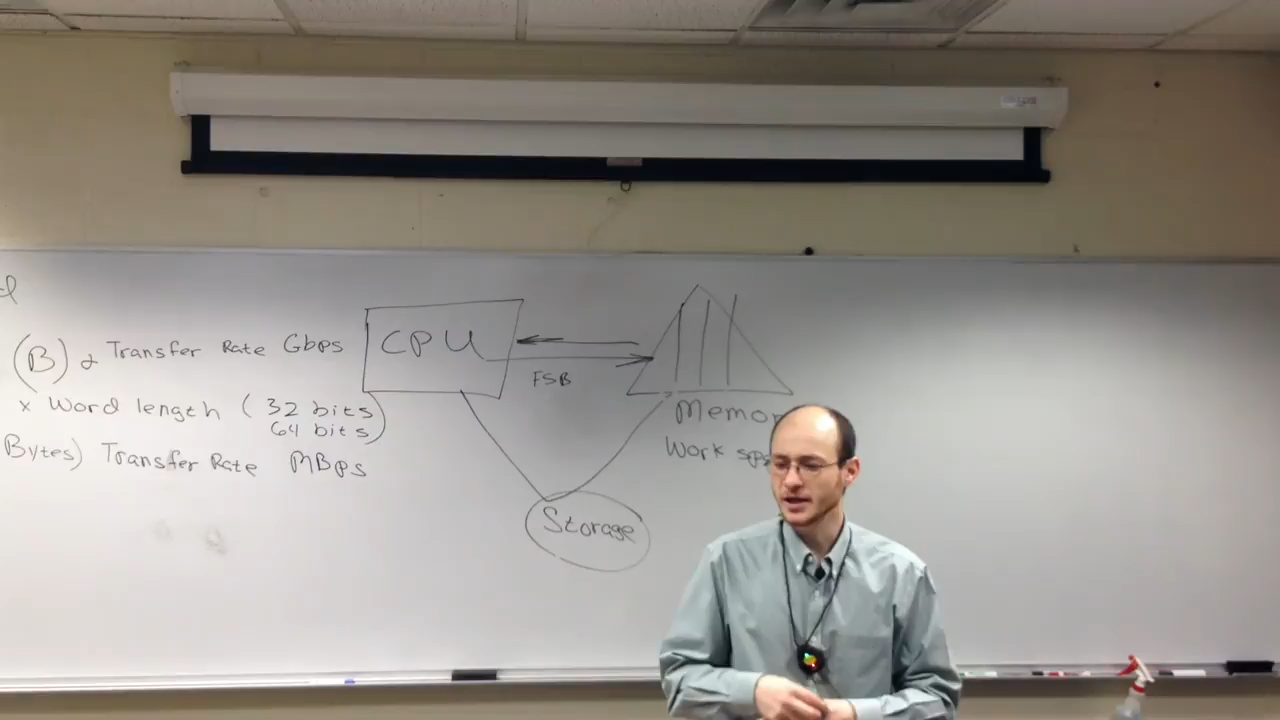 (B) & Transfer Rate Gbps
x Word length (32 bits
64 bits)
Bytes) Transfer Rate MBps
CPU
FSB
Memor
Work sp
Storage